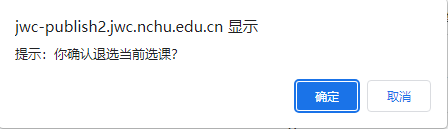 jwc-publish2.jwc.nchu.edu.cn 显示
提示：你确认退选当前选课?
确定
取消